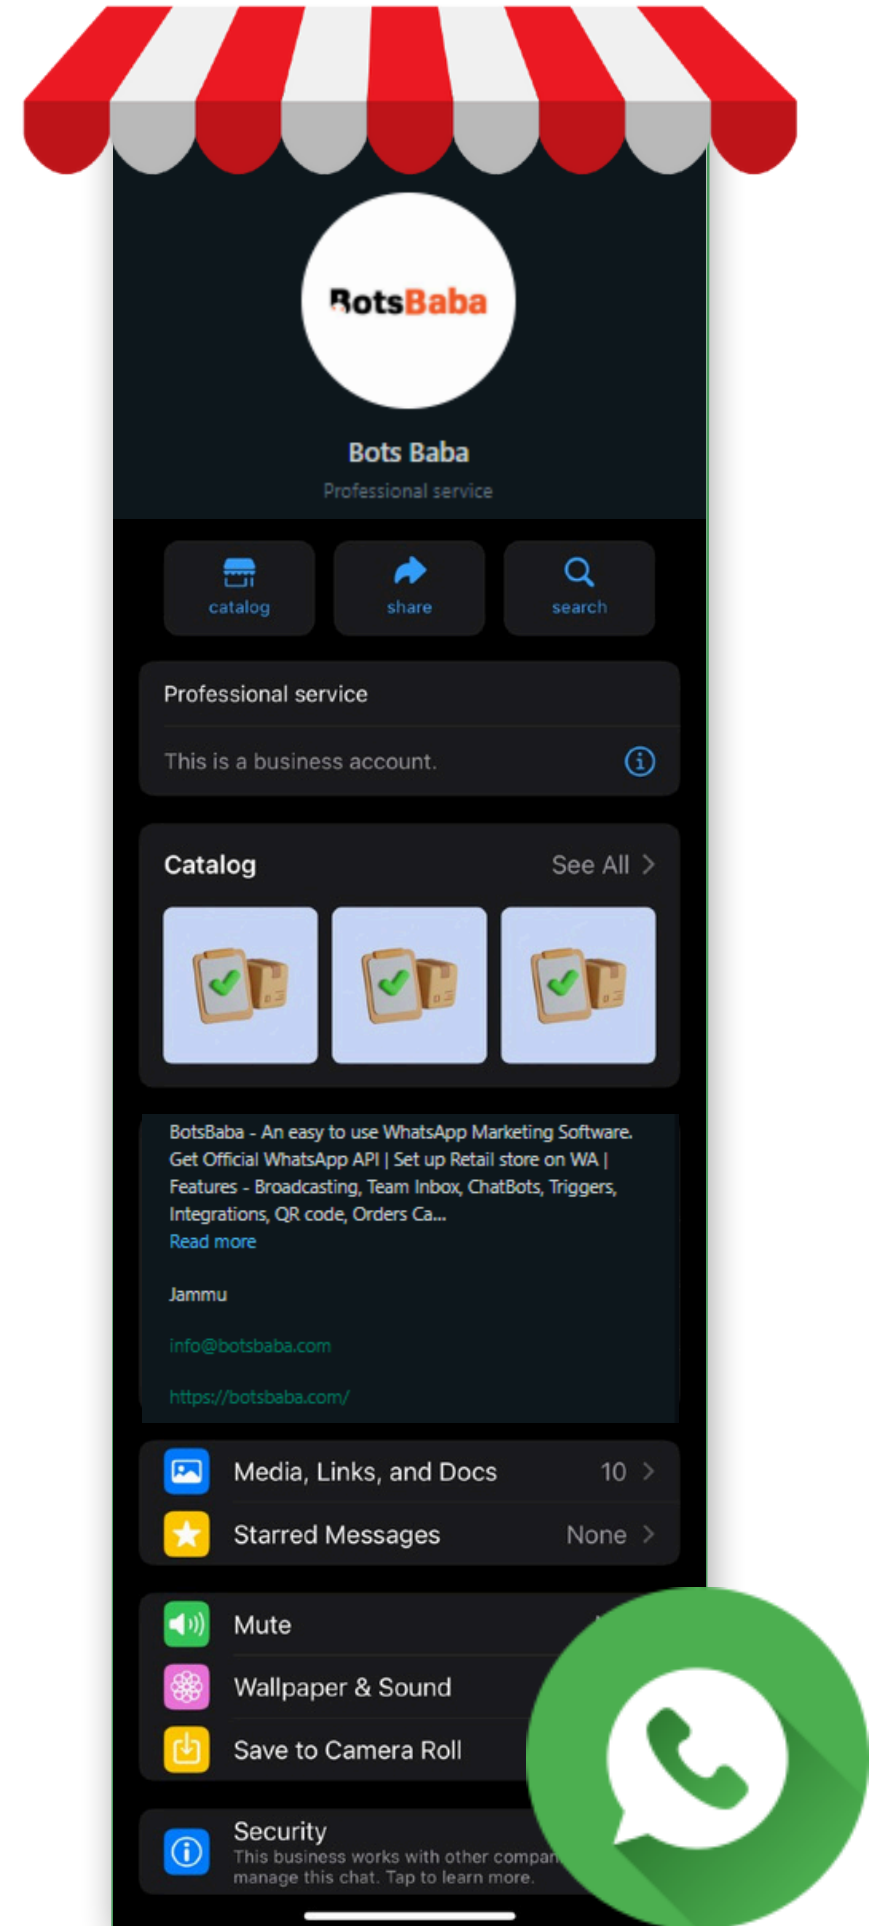 BotsBaba
Bots Baba
Professional service
catalog
share
search
Professional service
This is a business account.
Catalog
See All
BotsBaba - An easy to use WhatsApp Marketing Software.
Get Official WhatsApp API | Set up Retail store on WA |
Features - Broadcasting, Team Inbox, ChatBots, Triggers,
Integrations, QR code, Orders Ca...
Read more
Jammu
info@botsbaba.com
https://botsbaba.com/
Media, Links, and Docs 10
Starred Messages None
Mute
Wallpaper & Sound
Save to Camera Roll
Security
This business works with other
manage this chat. Tap to learn more.